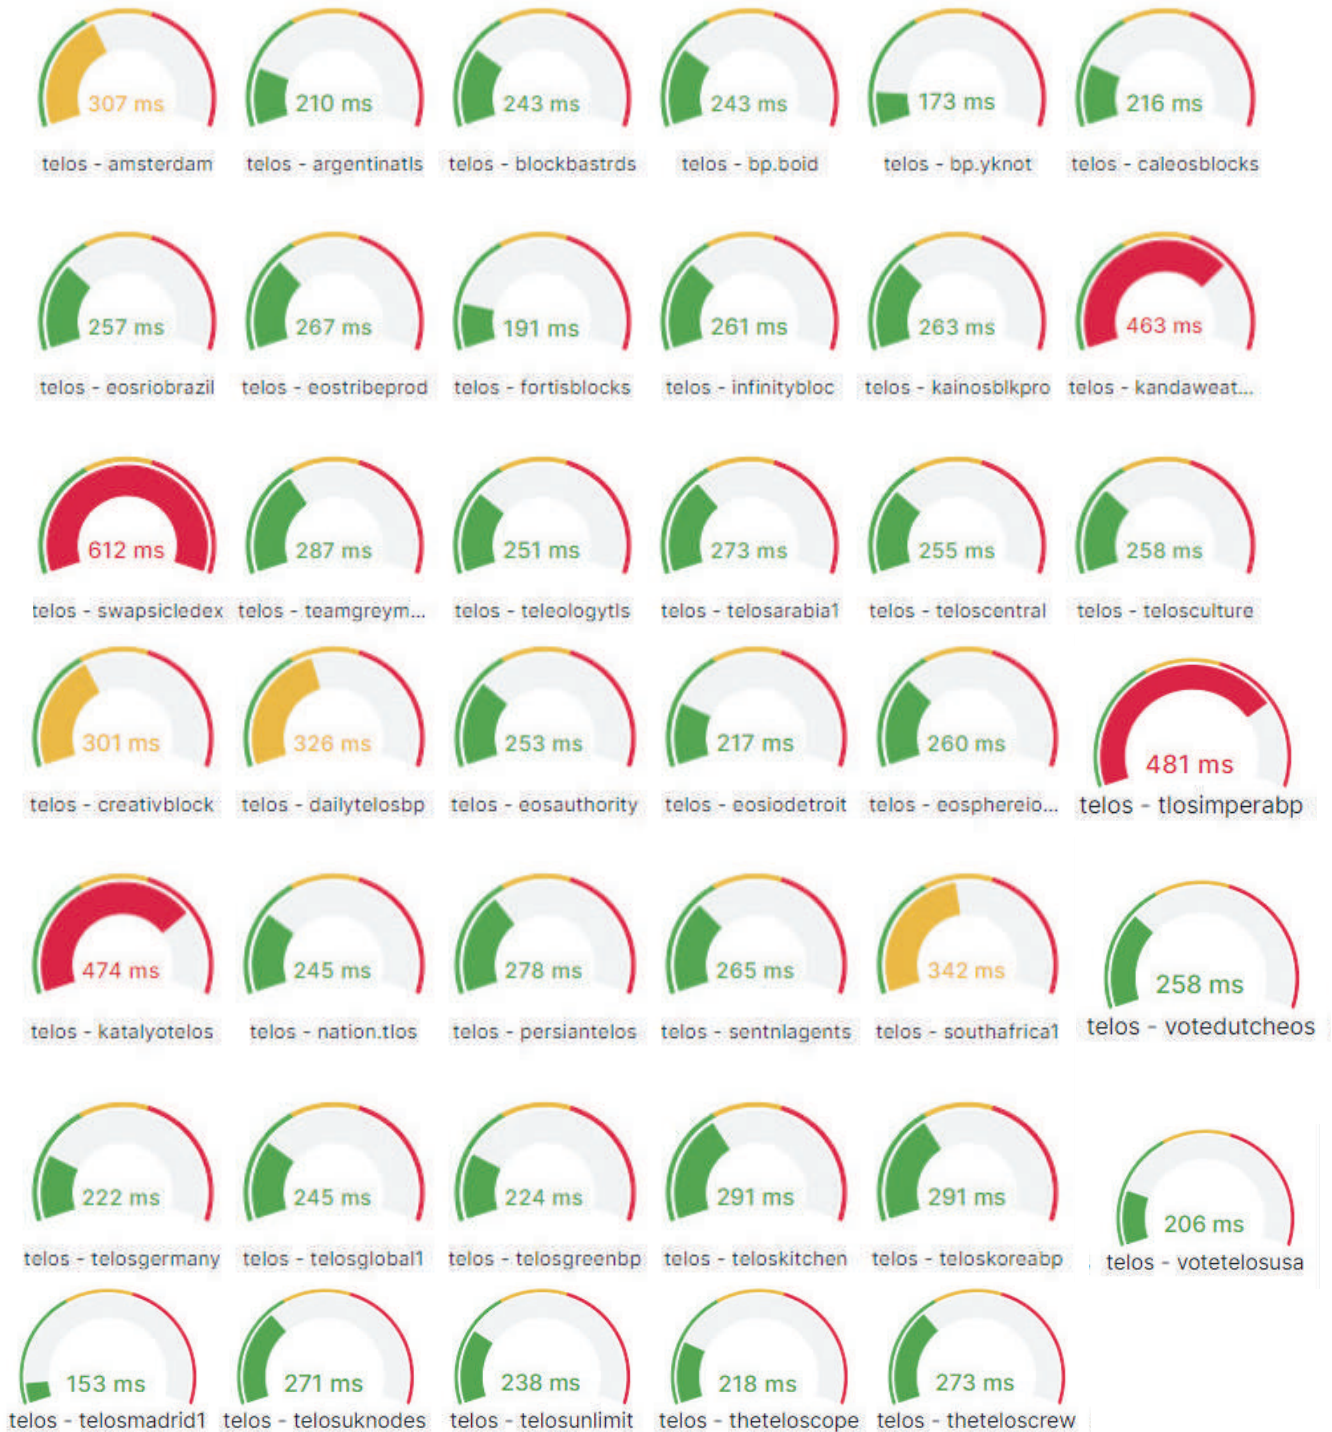 307 ms 210 ms 243 ms 243 ms 173 ms 216 ms
telos - amsterdam telos - argentinatls telos - blockbastrds telos - bp.boid telos - bp.yknot telos - caleosblocks
257 ms 267 ms 191 ms 261 ms 263 ms 463 ms
telos - eosriobrazil telos - eostribeprod telos - fortisblocks telos - infinitybloc telos - kainosblkpro telos - kandaweat...
612 ms 287 ms 251 ms 273 ms 255 ms 258 ms
telos - swapsicledex telos - teamgreym... telos - teleologytls telos - telosarabia1 telos - teloscentral telos - telosculture
301 ms 326 ms 253 ms 217 ms 260 ms 481 ms
telos - creativblock telos - dailytelosbp telos - eosauthority telos - eosiodetroit telos - eosphereio... telos - tlosimperabp
474 ms 245 ms 278 ms 265 ms 342 ms 258 ms
telos - katalyotelos telos - nation.tlos telos - persiantelos telos - sentnlagents telos - southafrica1 telos - votedutcheos
222 ms 245 ms 224 ms 291 ms 291 ms 206 ms
telos - telosgermany telos - telosglobal1 telos - telosgreenbp telos - teloskitchen telos - teloskoreabp telos - votetelosusa
153 ms 271 ms 238 ms 218 ms 273 ms
telos - telosmadrid1 telos - telosuknodes telos - telosunlimit telos - theteloscope telos - theteloscrew